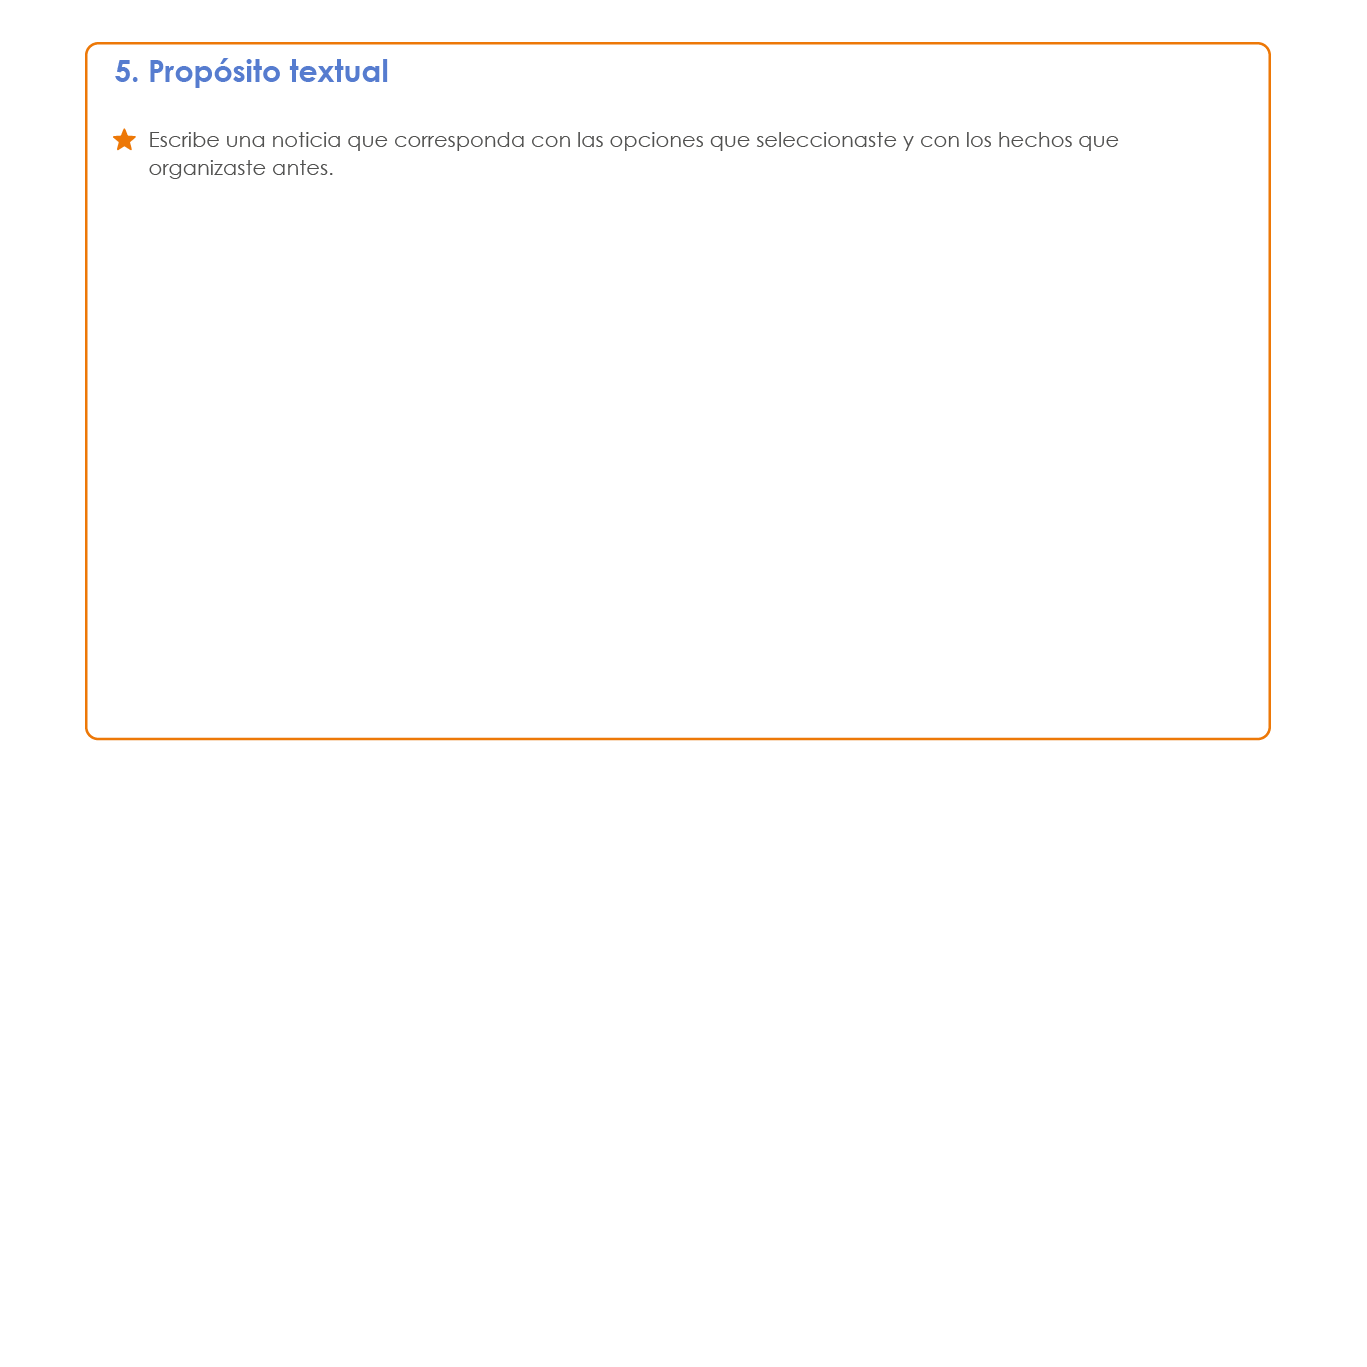 5. Propósito textual
Escribe una noticia que corresponda con las opciones que seleccionaste y con los hechos que
organizaste antes.